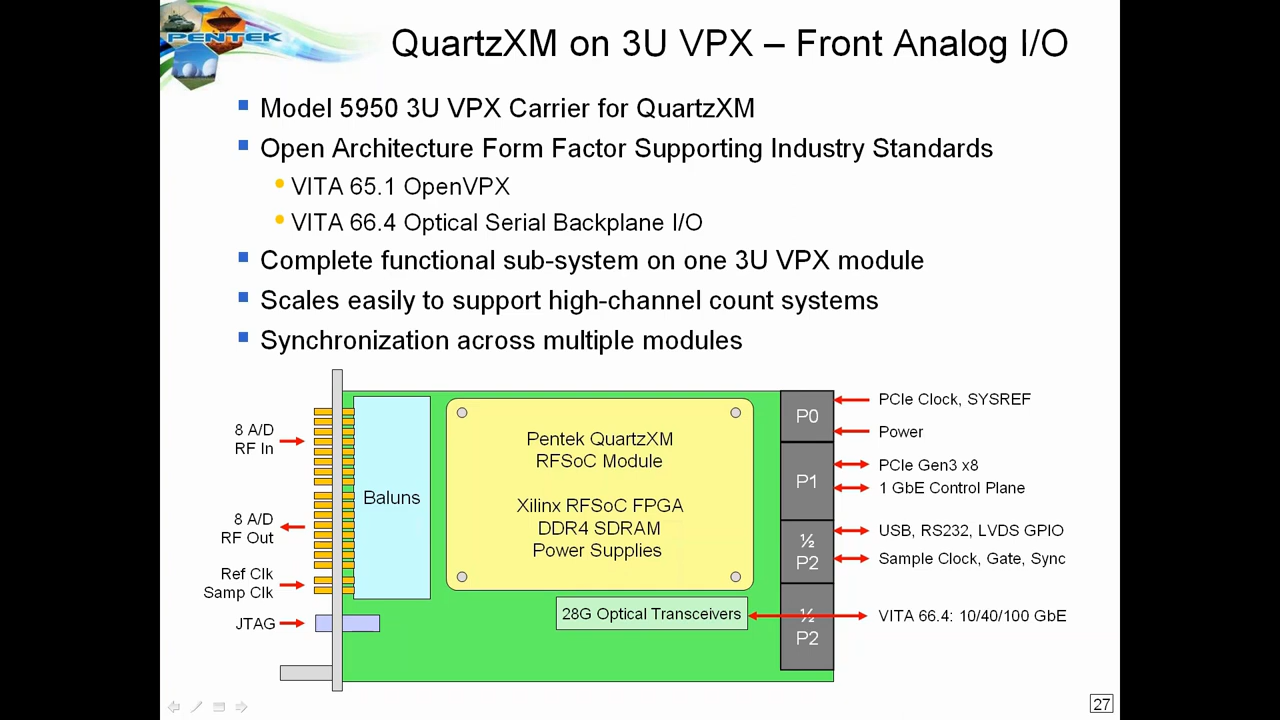 PENTEK
QuartzXM on 3U VPX – Front Analog I/O
Model 5950 3U VPX Carrier for QuartzXM
Open Architecture Form Factor Supporting Industry Standards
VITA 65.1 OpenVPX
VITA 66.4 Optical Serial Backplane I/O
Complete functional sub-system on one 3U VPX module
Scales easily to support high-channel count systems
Synchronization across multiple modules
8 A/D
RF In
8 A/D
RF Out
Ref Clk
Samp Clk
JTAG
Baluns
Pentek QuartzXM
RFSoC Module
Xilinx RFSoC FPGA
DDR4 SDRAM
Power Supplies
28G Optical Transceivers
P0
P1
½
P2
½
P2
PCIe Clock, SYSREF
Power
PCIe Gen3 x8
1 GbE Control Plane
USB, RS232, LVDS GPIO
Sample Clock, Gate, Sync
VITA 66.4: 10/40/100 GbE
27